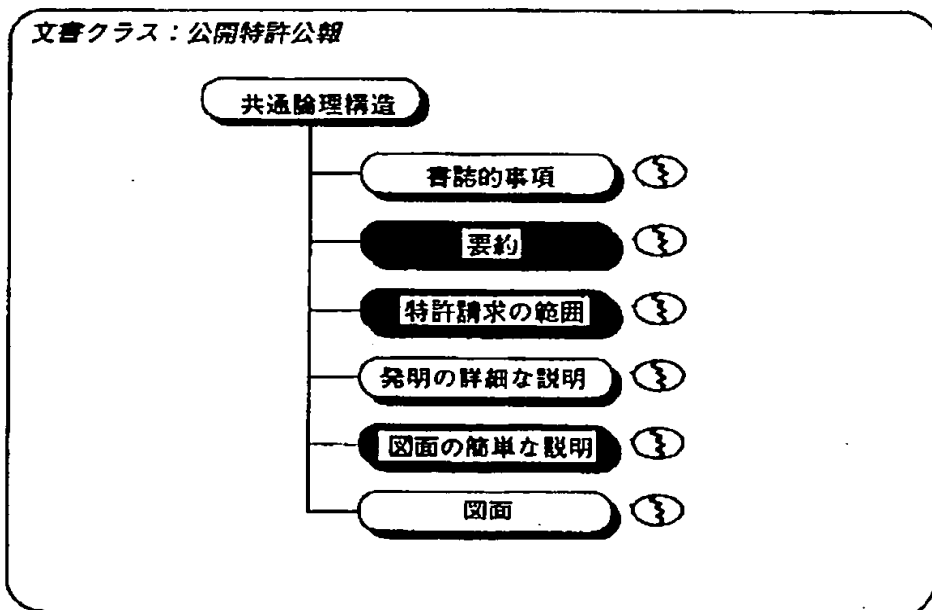 文書クラス：公開特許公報
共通論理構造
書誌的事項
要約
特許請求の範囲
発明の詳細な説明
図面の簡単な説明
図面